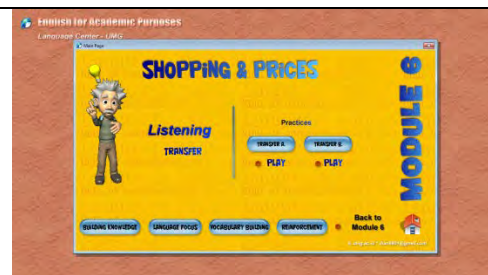 English for Academic Purposes
Language Center - UMG
Main Page
SHOPPiNG & PRiCES
MODULE 6
Listening
TRANSFER
Practices
TRANSFER A
TRANSFER B
PLAY
PLAY
BUILDING KNOWLEDGE
LANGUAGE FOCUS
VOCABULARY BUILDING
REINFORCEMENT
Back to
Module 6